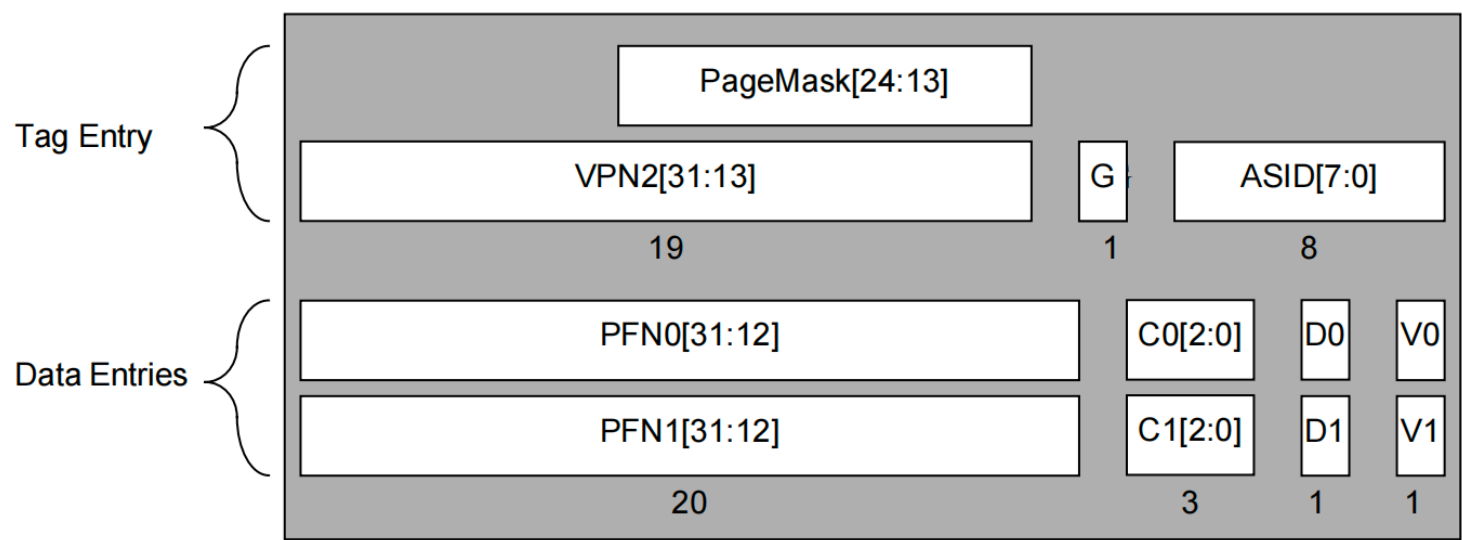 PageMask[24:13]
Tag Entry
VPN2[31:13] G ASID[7:0]
19 1 8
PFN0[31:12] C0[2:0] D0 V0
Data Entries
PFN1[31:12] C1[2:0] D1 V1
20 3 1 1